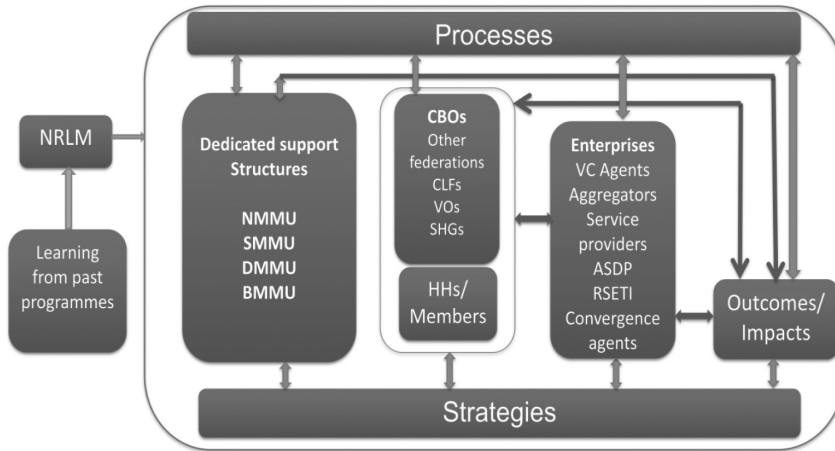 Processes
NRLM
Learning
from past
programmes
Dedicated support
Structures
NMMU
SMMU
DMMU
BMMU
CBOs
Other
federations
CLFs
VOs
SHGs
HHs/
Members
Enterprises
VC Agents
Aggregators
Service
providers
ASDP
RSETI
Convergence
agents
Outcomes/
Impacts
Strategies